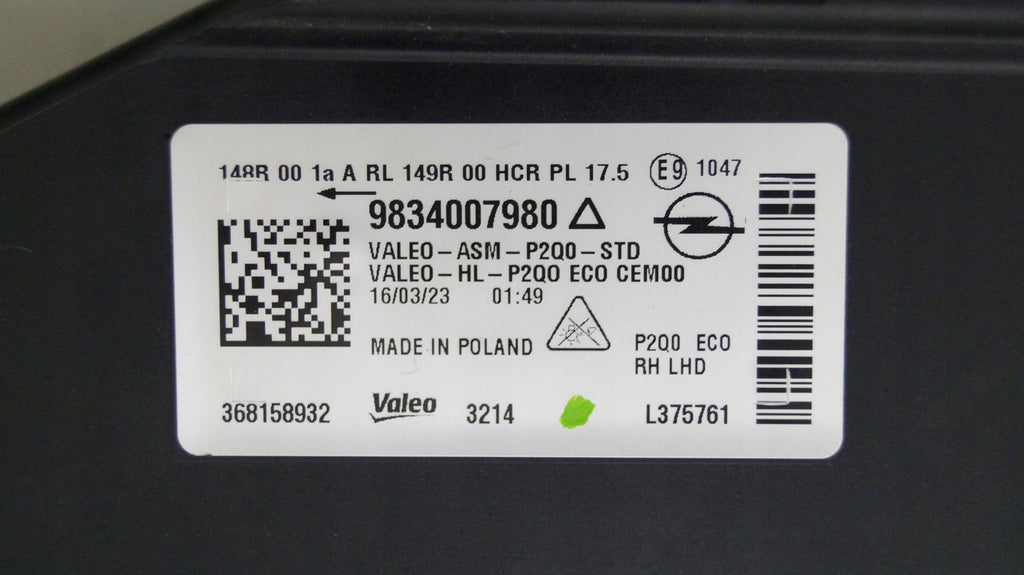 148R 00 1a A RL 149R 00 HCR PL 17.5 E9 1047
9834007980
VALEO-ASM-P2Q0-STD
VALEO-HL-P2Q0 ECO CEM00
16/03/23 01:49
MADE IN POLAND
P2Q0 ECO
RH LHD
368158932 Valeo 3214 L375761